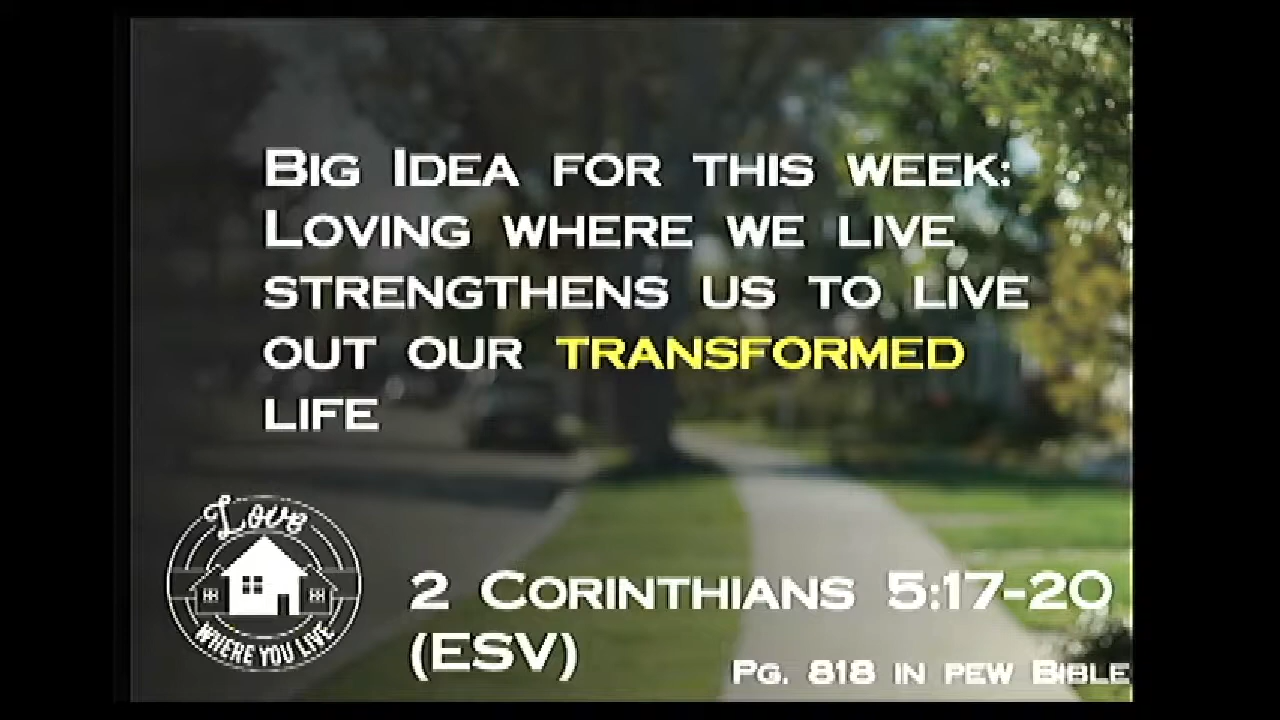 Big Idea for this week:
Loving where we live
strengthens us to live
out our transformed
life
Love
WHERE YOU LIVE
2 Corinthians 5:17-20
(ESV)
Pg. 818 in pew Bible